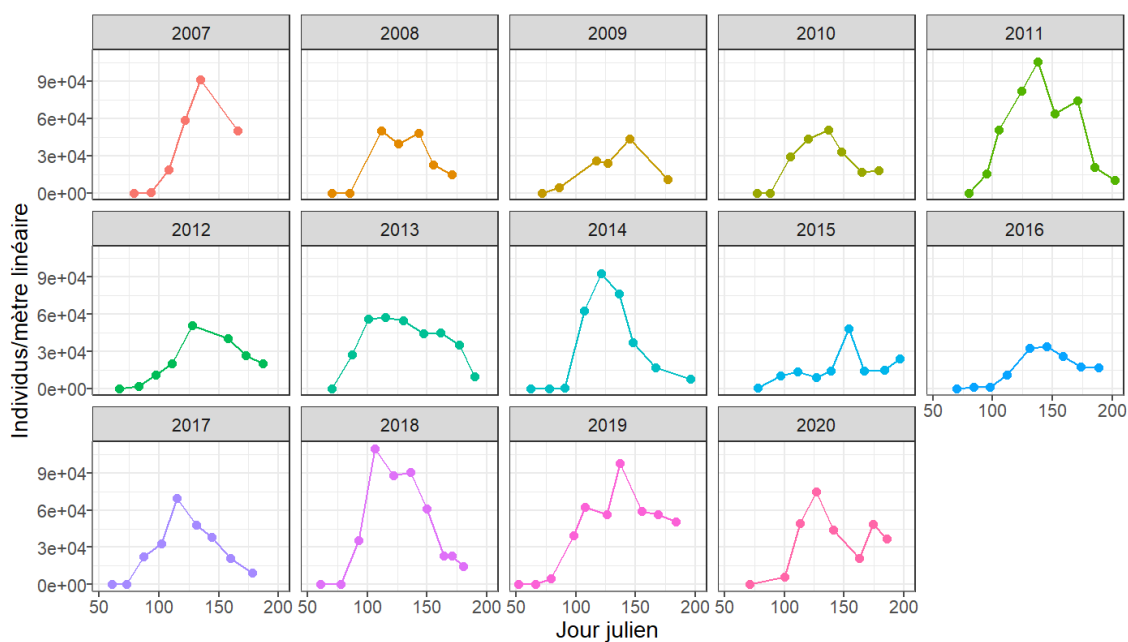 2007 2008 2009 2010 2011
9e+04
6e+04
3e+04
0e+00
2012 2013 2014 2015 2016
9e+04
6e+04
3e+04
0e+00
50 100 150 200
2017 2018 2019 2020
9e+04
6e+04
3e+04
0e+00
50 100 150 200 50 100 150 200 50 100 150 200 50 100 150 200
Jour julien
Individus/mètre linéaire